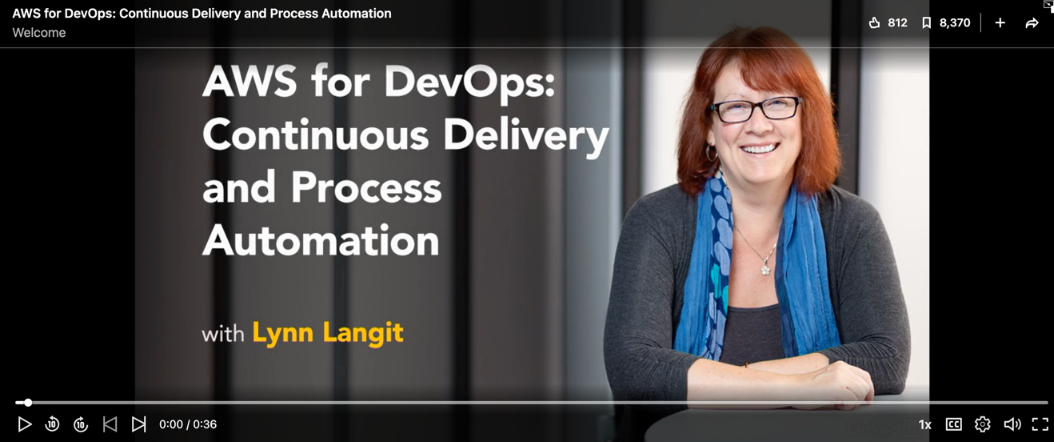 AWS for DevOps: Continuous Delivery and Process Automation
Welcome
812
8,370
AWS for DevOps:
Continuous Delivery
and Process
Automation
with Lynn Langit
10
10
0:00 / 0:36
1x
CC